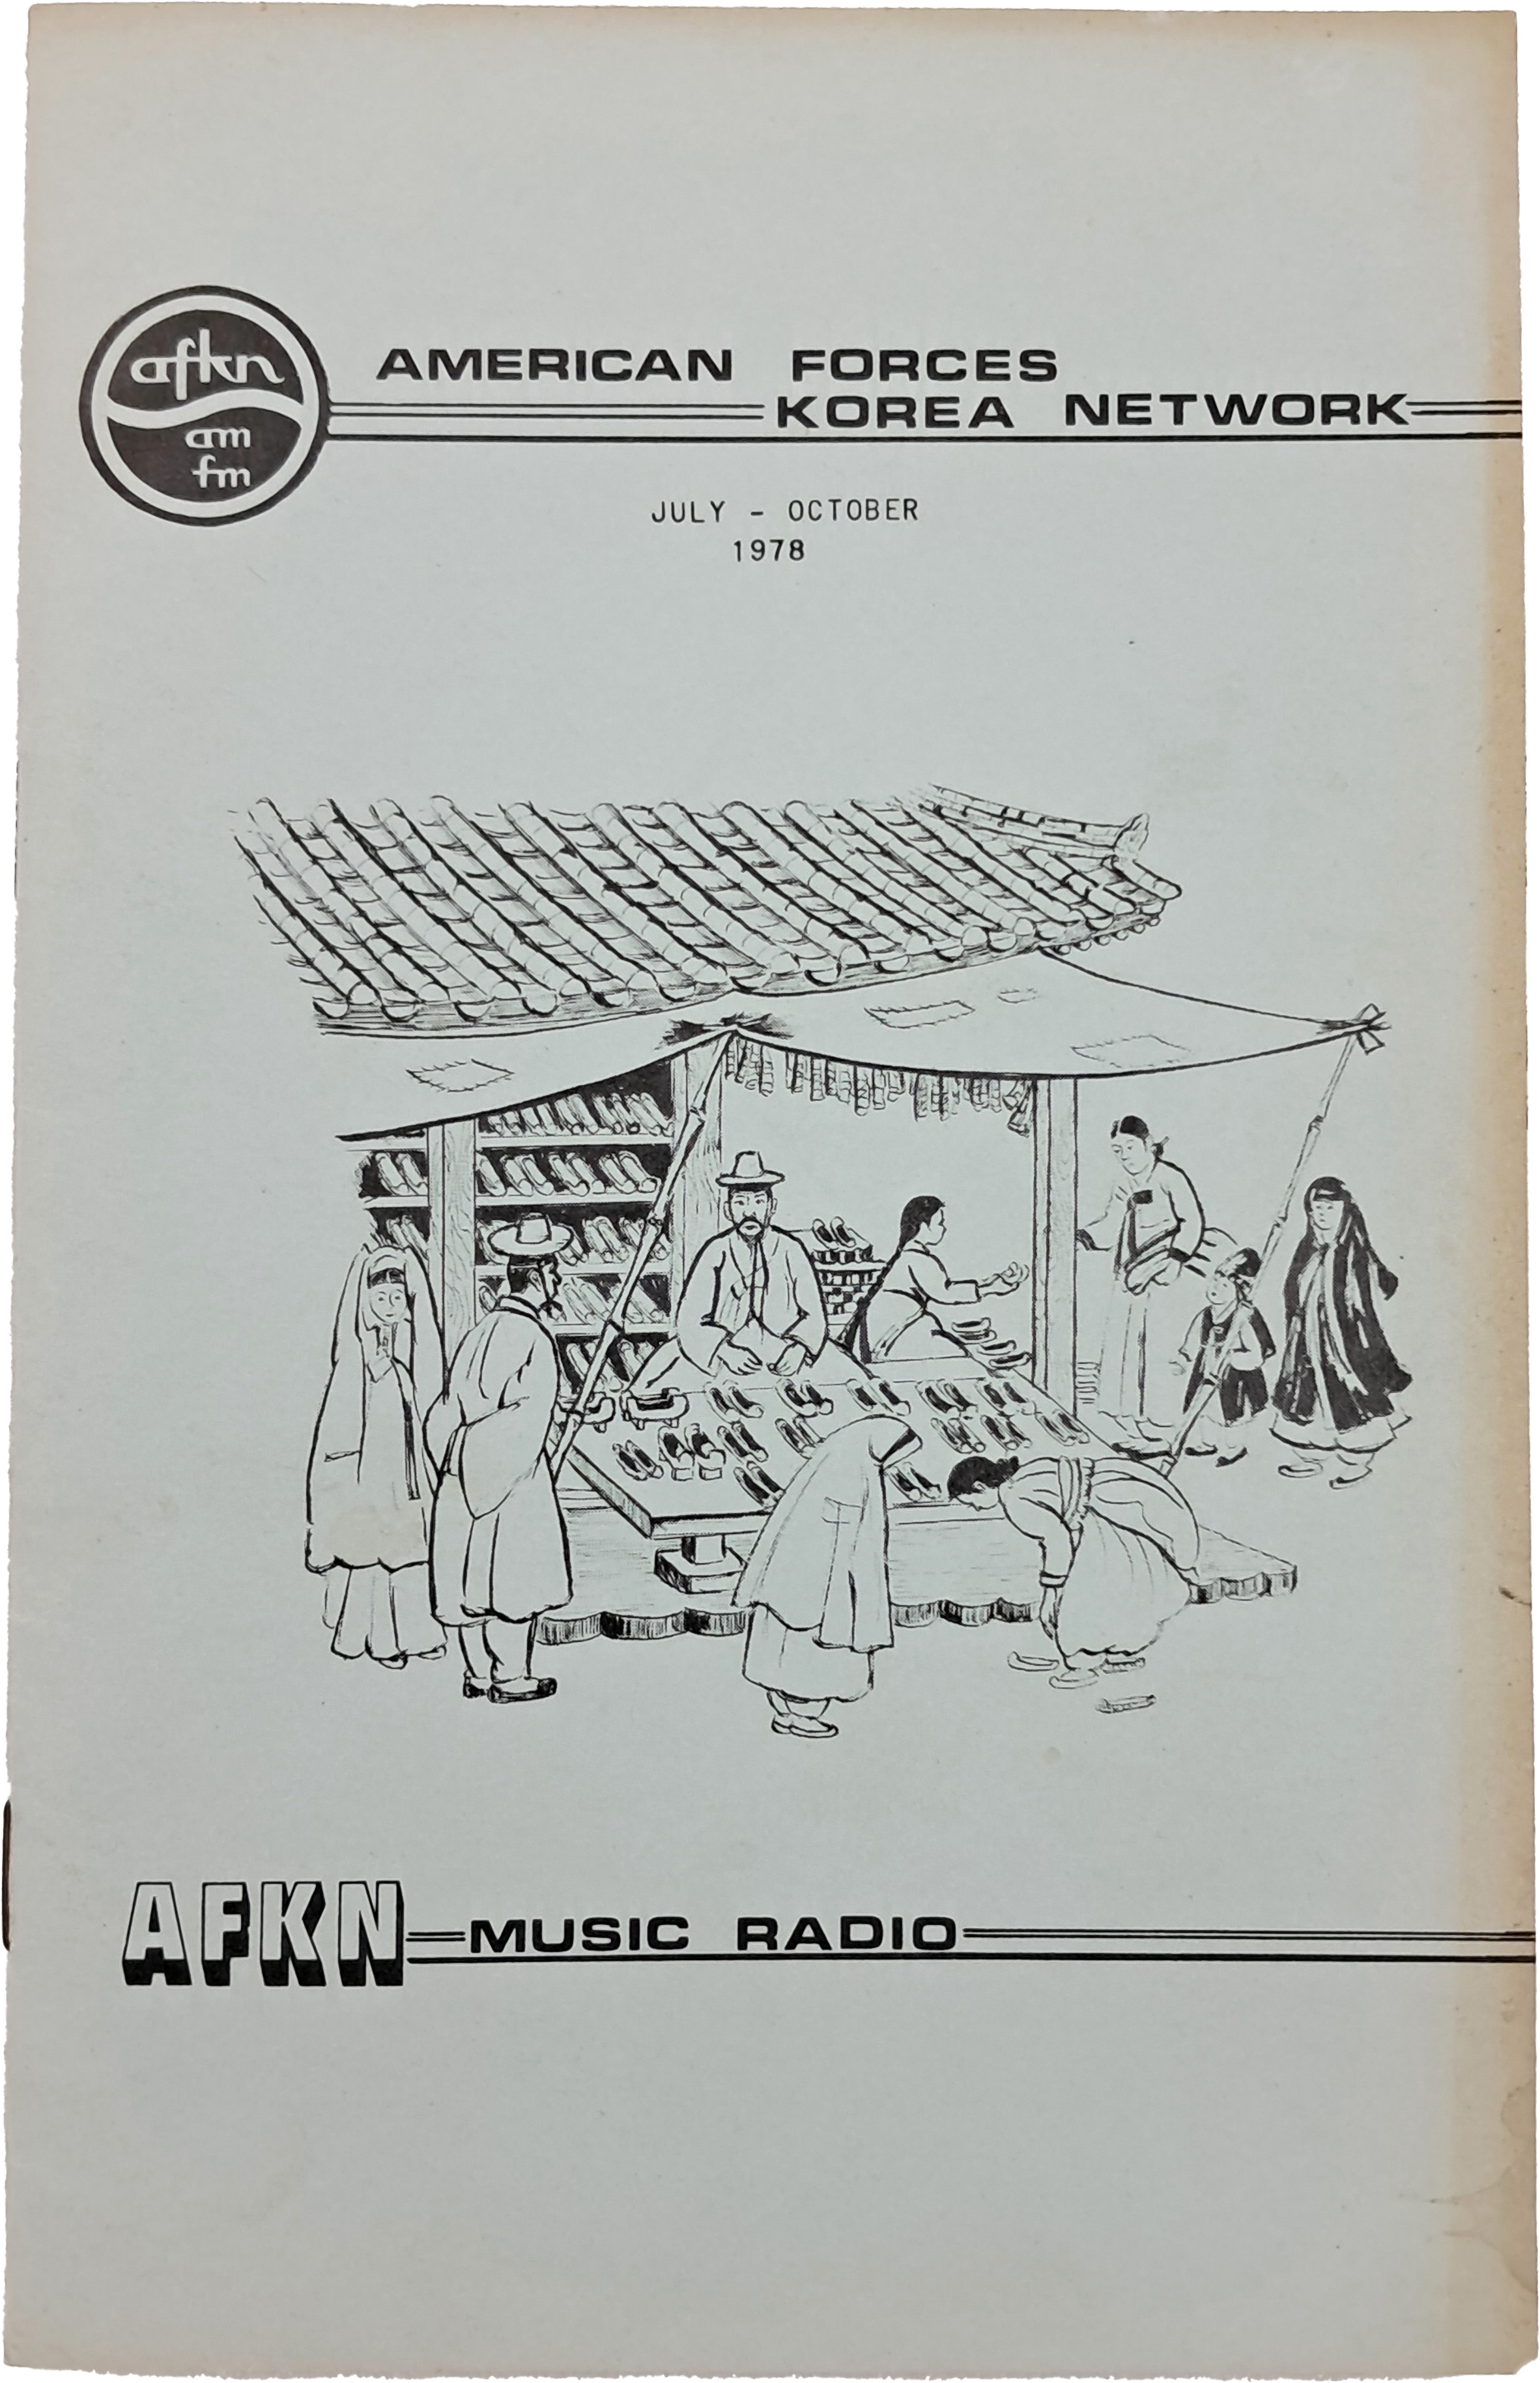 afkn
am
fm
AMERICAN FORCES
KOREA NETWORK
JULY - OCTOBER
1978
AFKN MUSIC RADIO